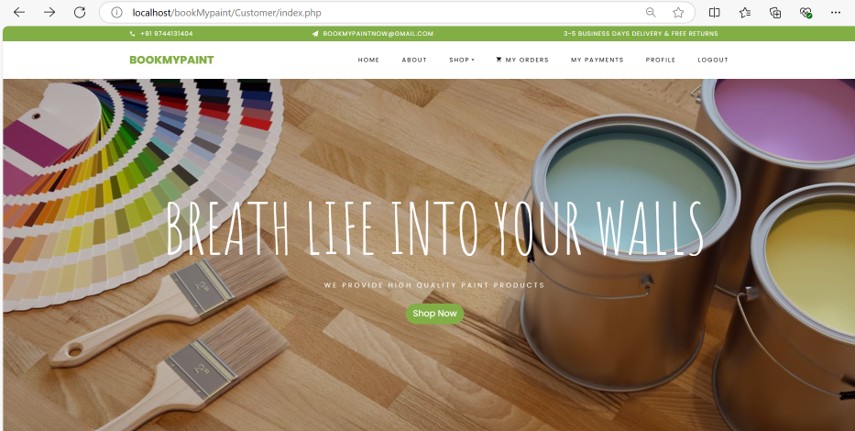 localhost/bookMypaint/Customer/index.php
+91 9744131404 BOOKMYPAINTNOW@GMAIL.COM 3-5 BUSINESS DAYS DELIVERY & FREE RETURNS
BOOKMYPAINT HOME ABOUT SHOP MY ORDERS MY PAYMENTS PROFILE LOGOUT
BREATH LIFE INTO YOUR WALLS
WE PROVIDE HIGH QUALITY PAINT PRODUCTS
Shop Now
2"
2"